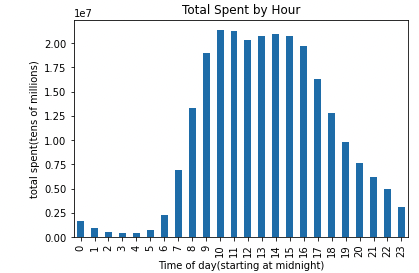 Total Spent by Hour
1e7
total spent(tens of millions)
2.00
1.75
1.50
1.25
1.00
0.75
0.50
0.25
0.00
0 1 2 3 4 5 6 7 8 9 10 11 12 13 14 15 16 17 18 19 20 21 22 23
Time of day(starting at midnight)